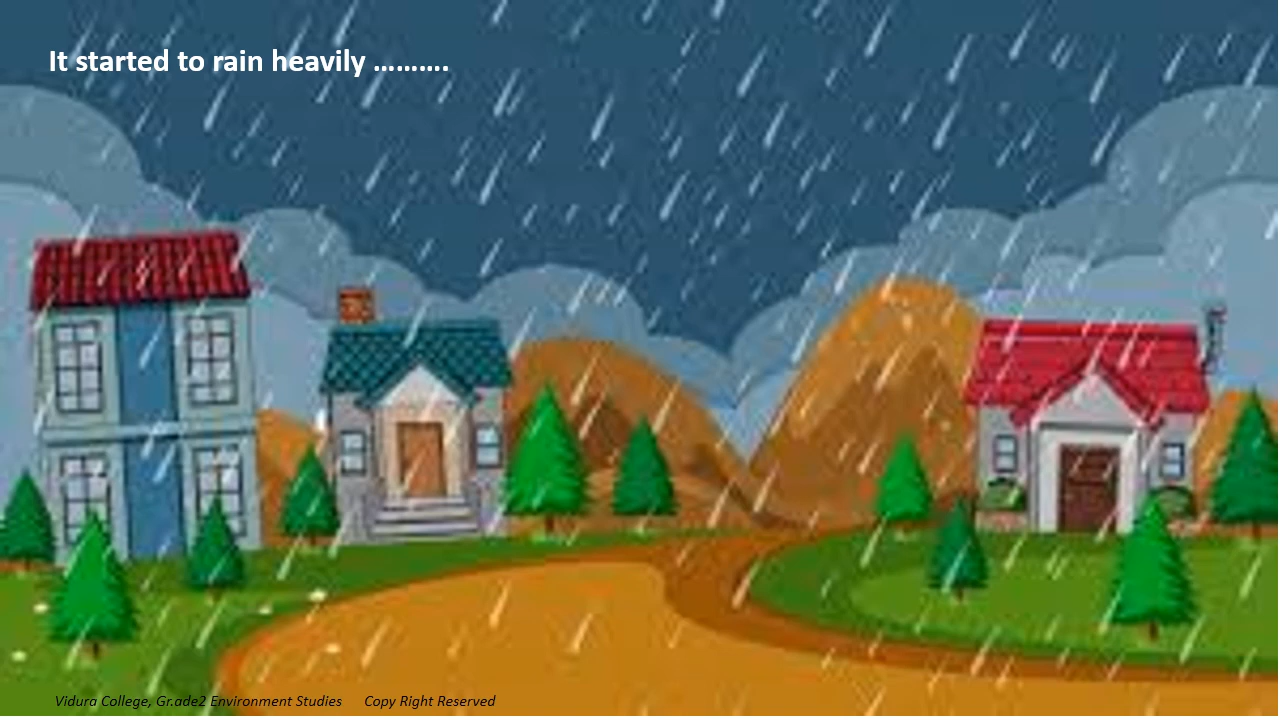 It started to rain heavily ..........
Vidura College, Gr.ade2 Environment Studies Copy Right Reserved